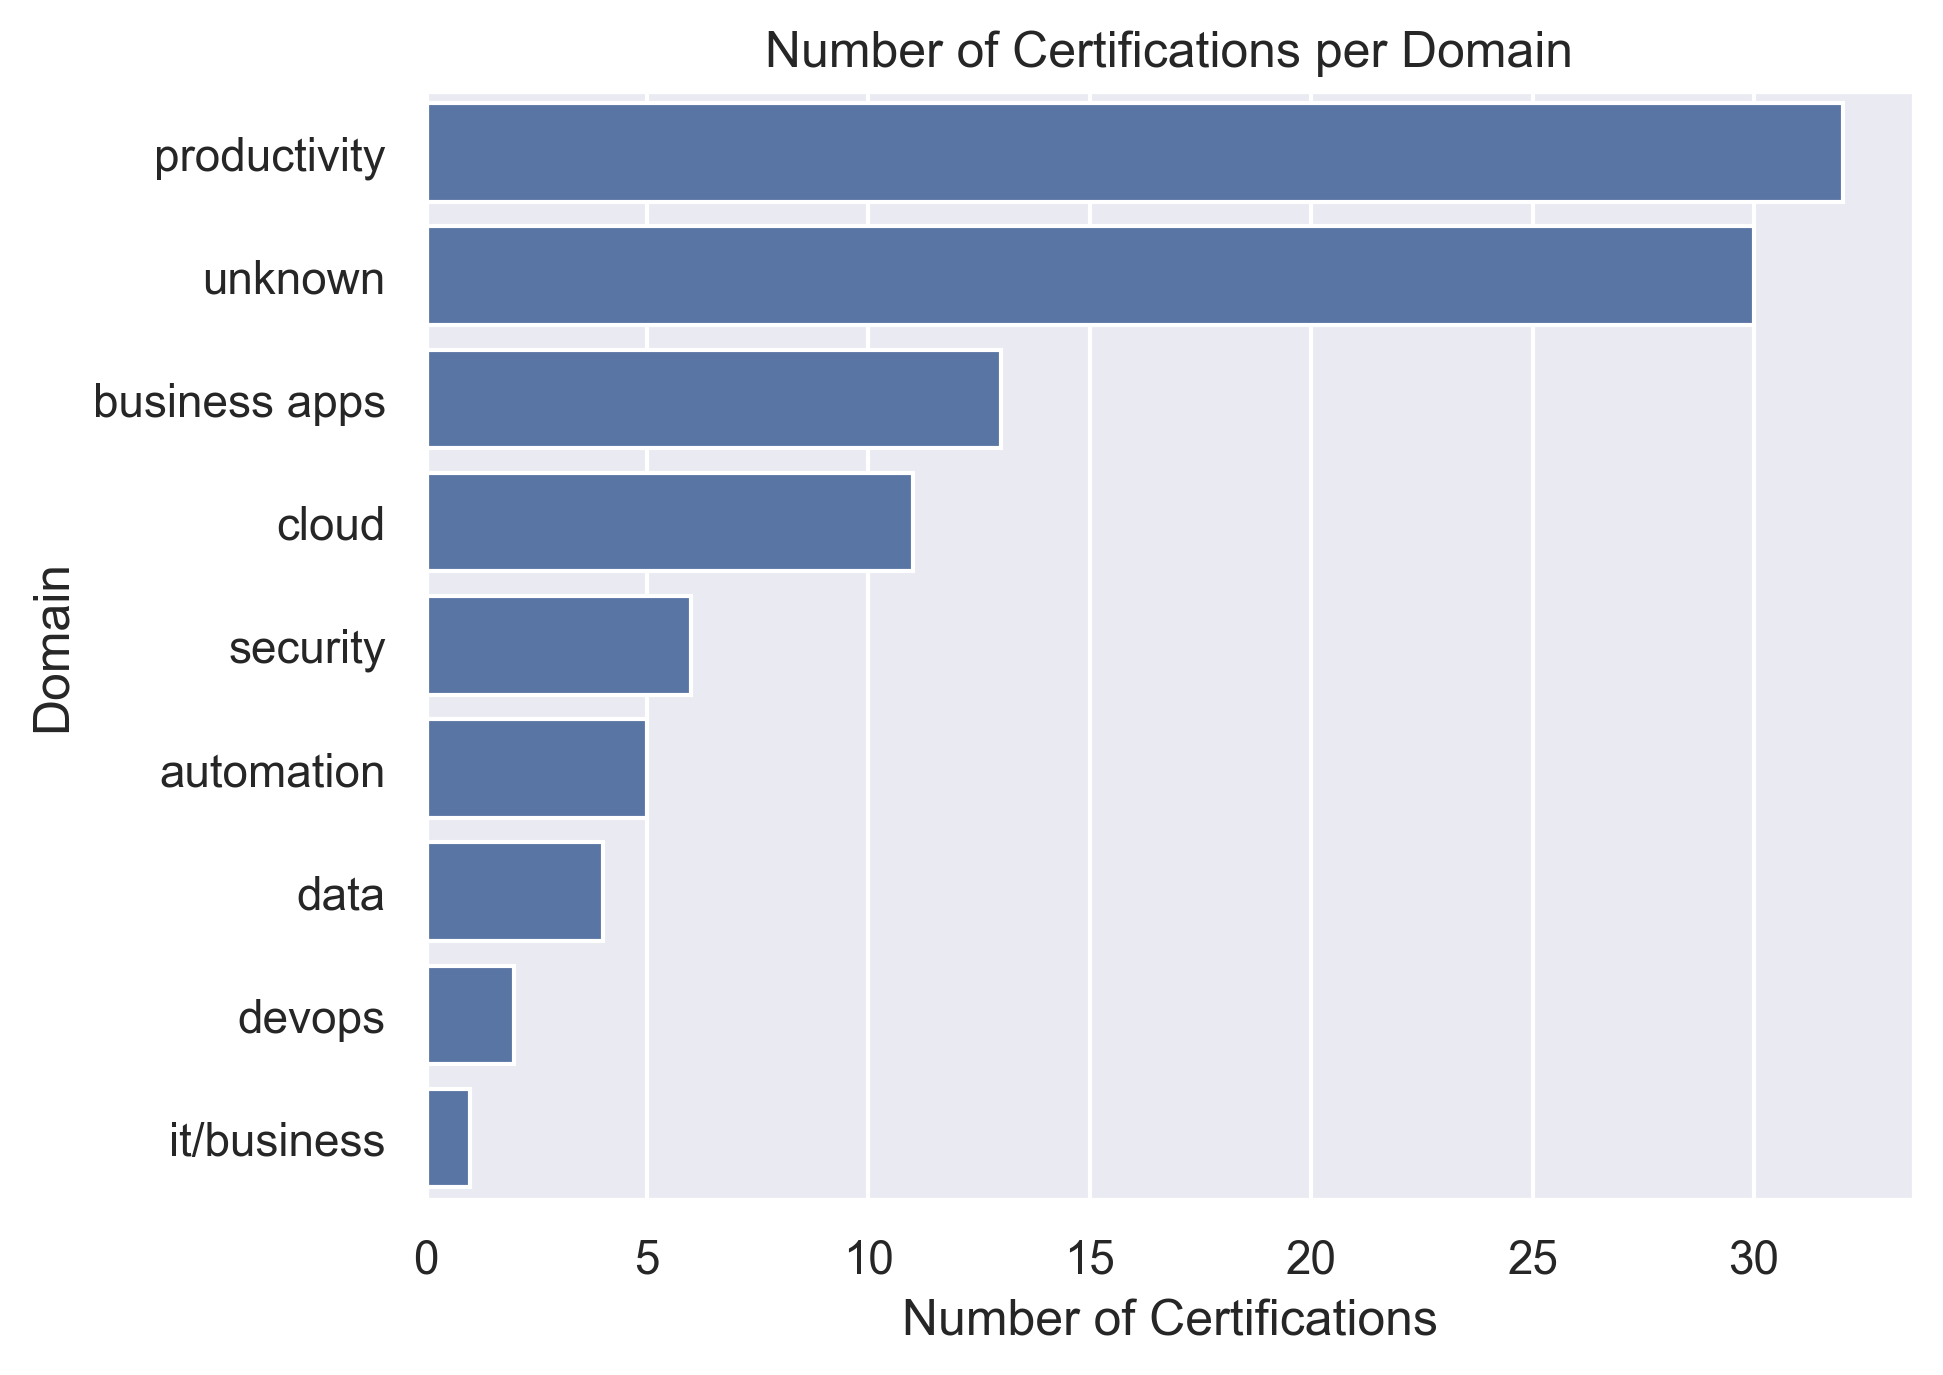 Number of Certifications per Domain
productivity
unknown
business apps
cloud
security
automation
data
devops
it/business
Domain
0 5 10 15 20 25 30
Number of Certifications